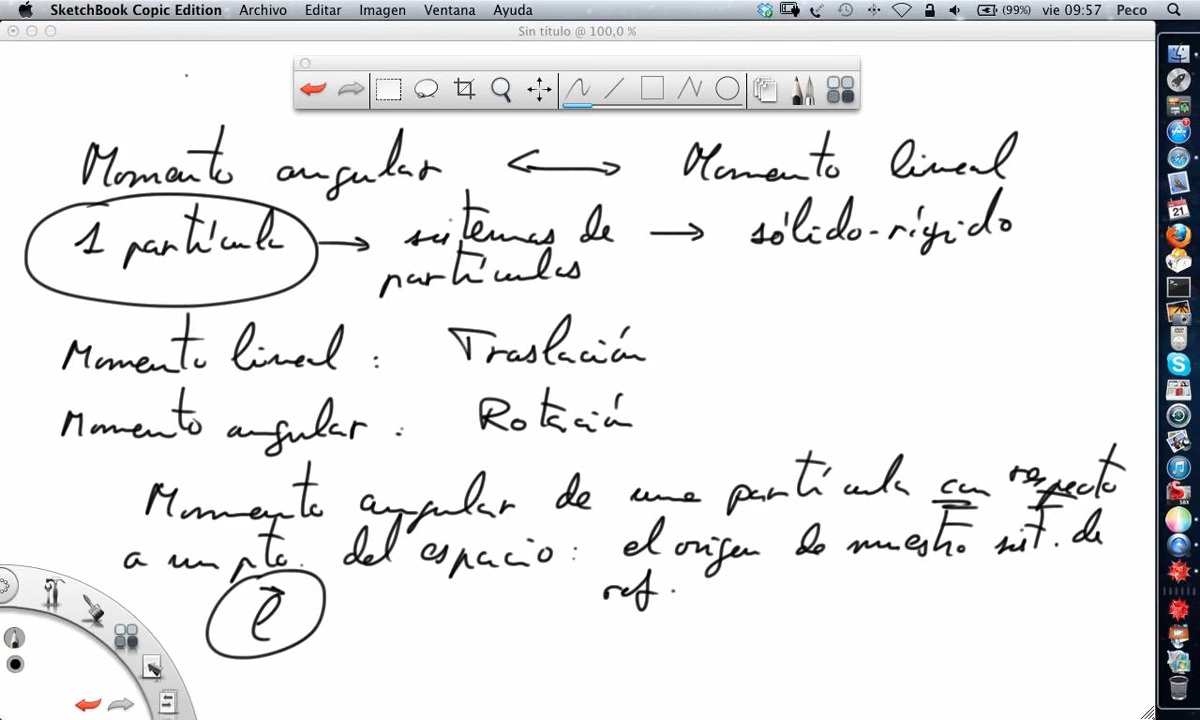 SketchBook Copic Edition Archivo Editar Imagen Ventana Ayuda (99%) vie 09:57 Peco
Sin título @ 100,0 %
Momento angular ⟷ Momento lineal
1 partícula → sistemas de → sólido-rígido
partículas
Momento lineal : Traslación
Momento angular : Rotación
Momento angular de una partícula con respecto
a un pto. del espacio : el origen de nuestro sist. de
ref.
l⃗
21